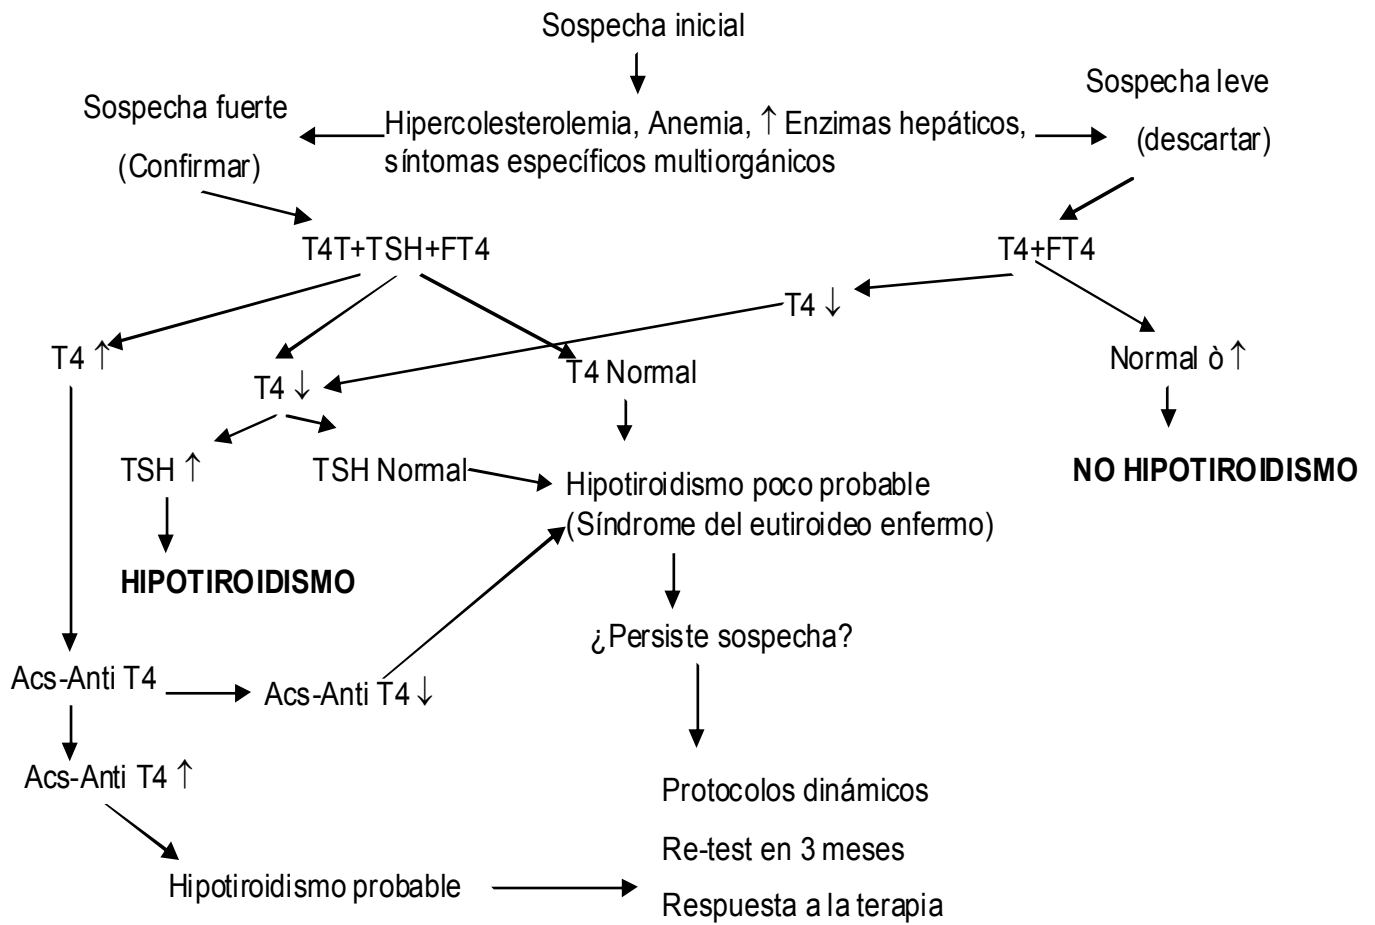 Sospecha inicial
Sospecha leve
(descartar)
Sospecha fuerte
(Confirmar)
Hipercolesterolemia, Anemia, ↑ Enzimas hepáticos,
síntomas específicos multiorgánicos
T4T+TSH+FT4
T4+FT4
T4 ↓
T4 ↑
T4 ↓
T4 Normal
Normal ò ↑
TSH ↑
TSH Normal
Hipotiroidismo poco probable
(Síndrome del eutiroideo enfermo)
NO HIPOTIROIDISMO
HIPOTIROIDISMO
¿Persiste sospecha?
Acs-Anti T4
Acs-Anti T4 ↓
Acs-Anti T4 ↑
Protocolos dinámicos
Re-test en 3 meses
Respuesta a la terapia
Hipotiroidismo probable